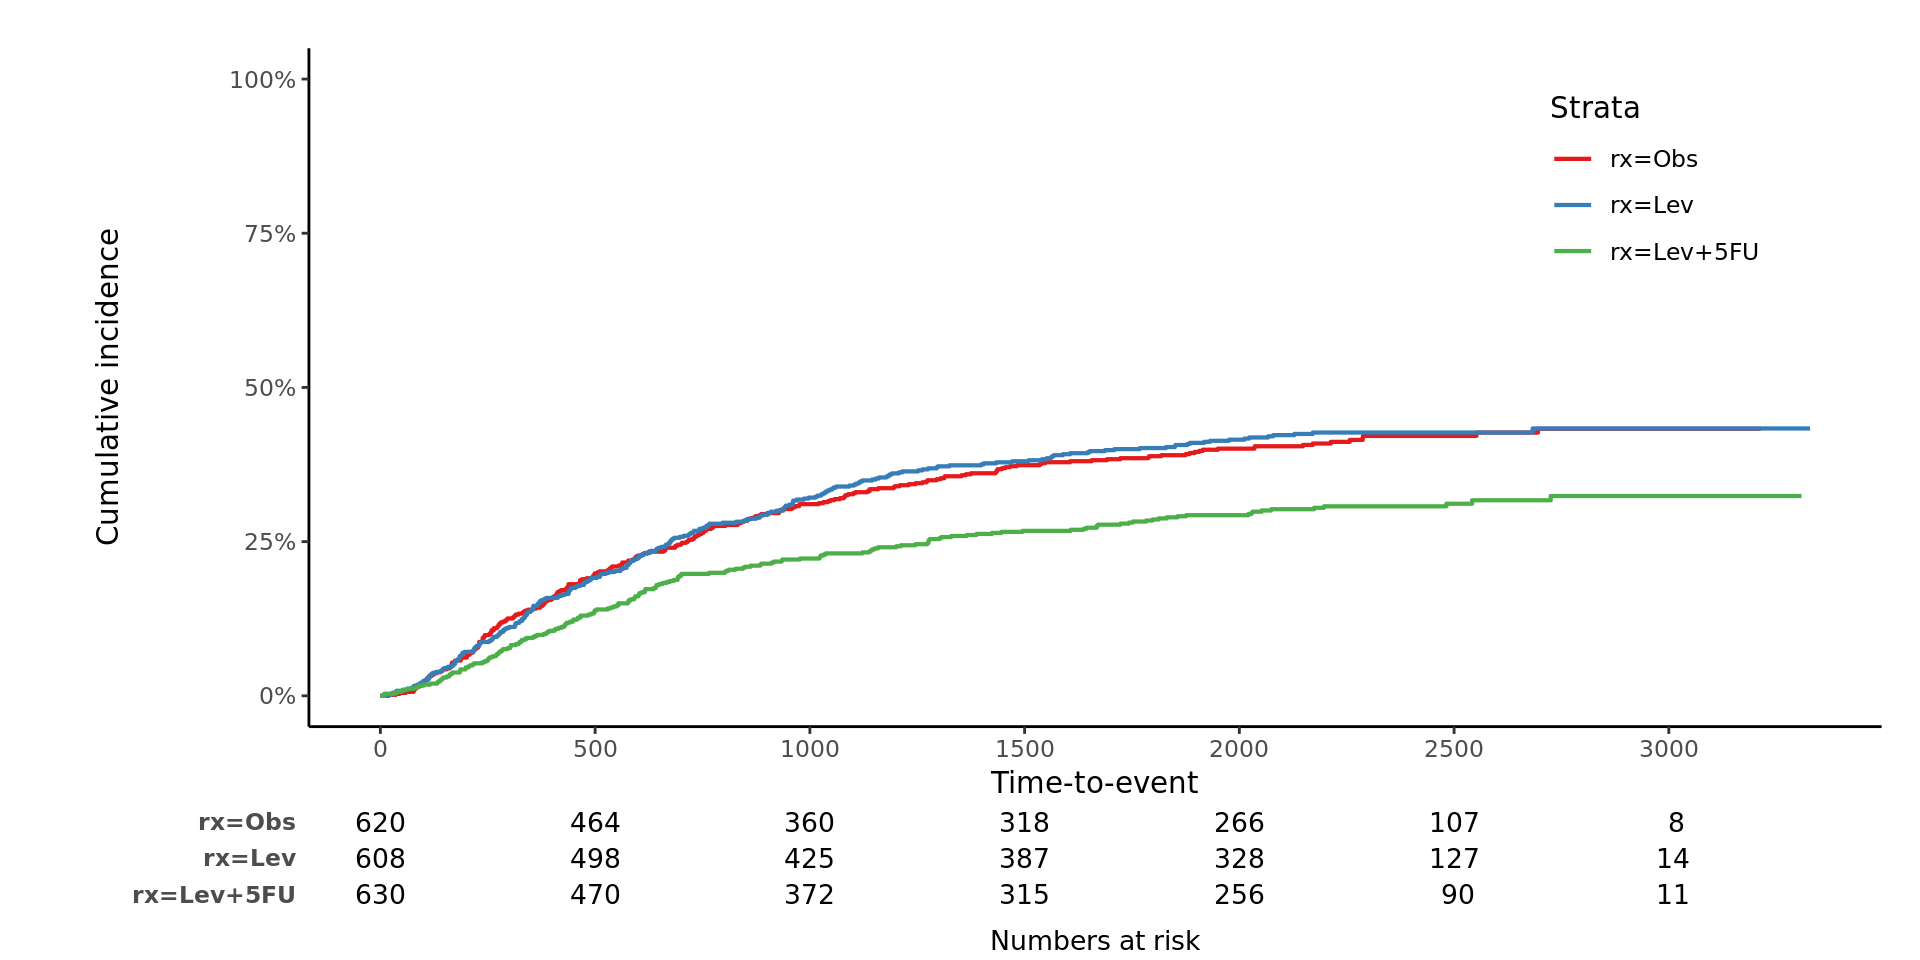 100%
75%
50%
25%
0%
Cumulative incidence
Strata
rx=Obs
rx=Lev
rx=Lev+5FU
0 500 1000 1500 2000 2500 3000
Time-to-event
rx=Obs 620 464 360 318 266 107 8
rx=Lev 608 498 425 387 328 127 14
rx=Lev+5FU 630 470 372 315 256 90 11
Numbers at risk